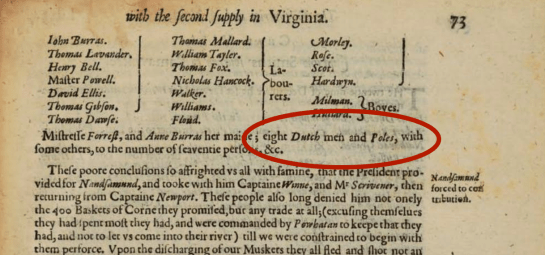 with the ſecond ſupply in Virginia. 73
Iohn Burras. Thomas Mallard. Morley.
Thomas Lavander. William Tayler. Roſe.
Henry Bell. Thomas Fox. Scot.
Maſter Powell. Nicholas Hancock. La- Hardwyn.
David Ellis. Walker. bou-
Thomas Gibſon. Williams. rers. Milman. Boyes.
Thomas Dawſe. Floud. Hillard.
Miſtreſſe Forreſt, and Anne Burras her maide; eight Dutch men and Poles, with
ſome others, to the number of ſeaventie perſons, &c.
Theſe poore concluſions ſo affrighted vs all with famine, that the Preſident pro-
vided for Nandſamund, and tooke with him Captaine Winne, and Mr Scrivener, then
returning from Captaine Newport. Theſe people alſo long denied him not onely
the 400 Baskets of Corne they promiſed, but any trade at all; (excuſing themſelues
they had ſpent moſt they had, and were commanded by Powhatan to keepe that they
had, and not to let vs come into their river) till we were conſtrained to begin with
them perforce. Vpon the diſcharging of our Muskets they all fled and ſhot not an
Nandſamund
forced to con
tribution.